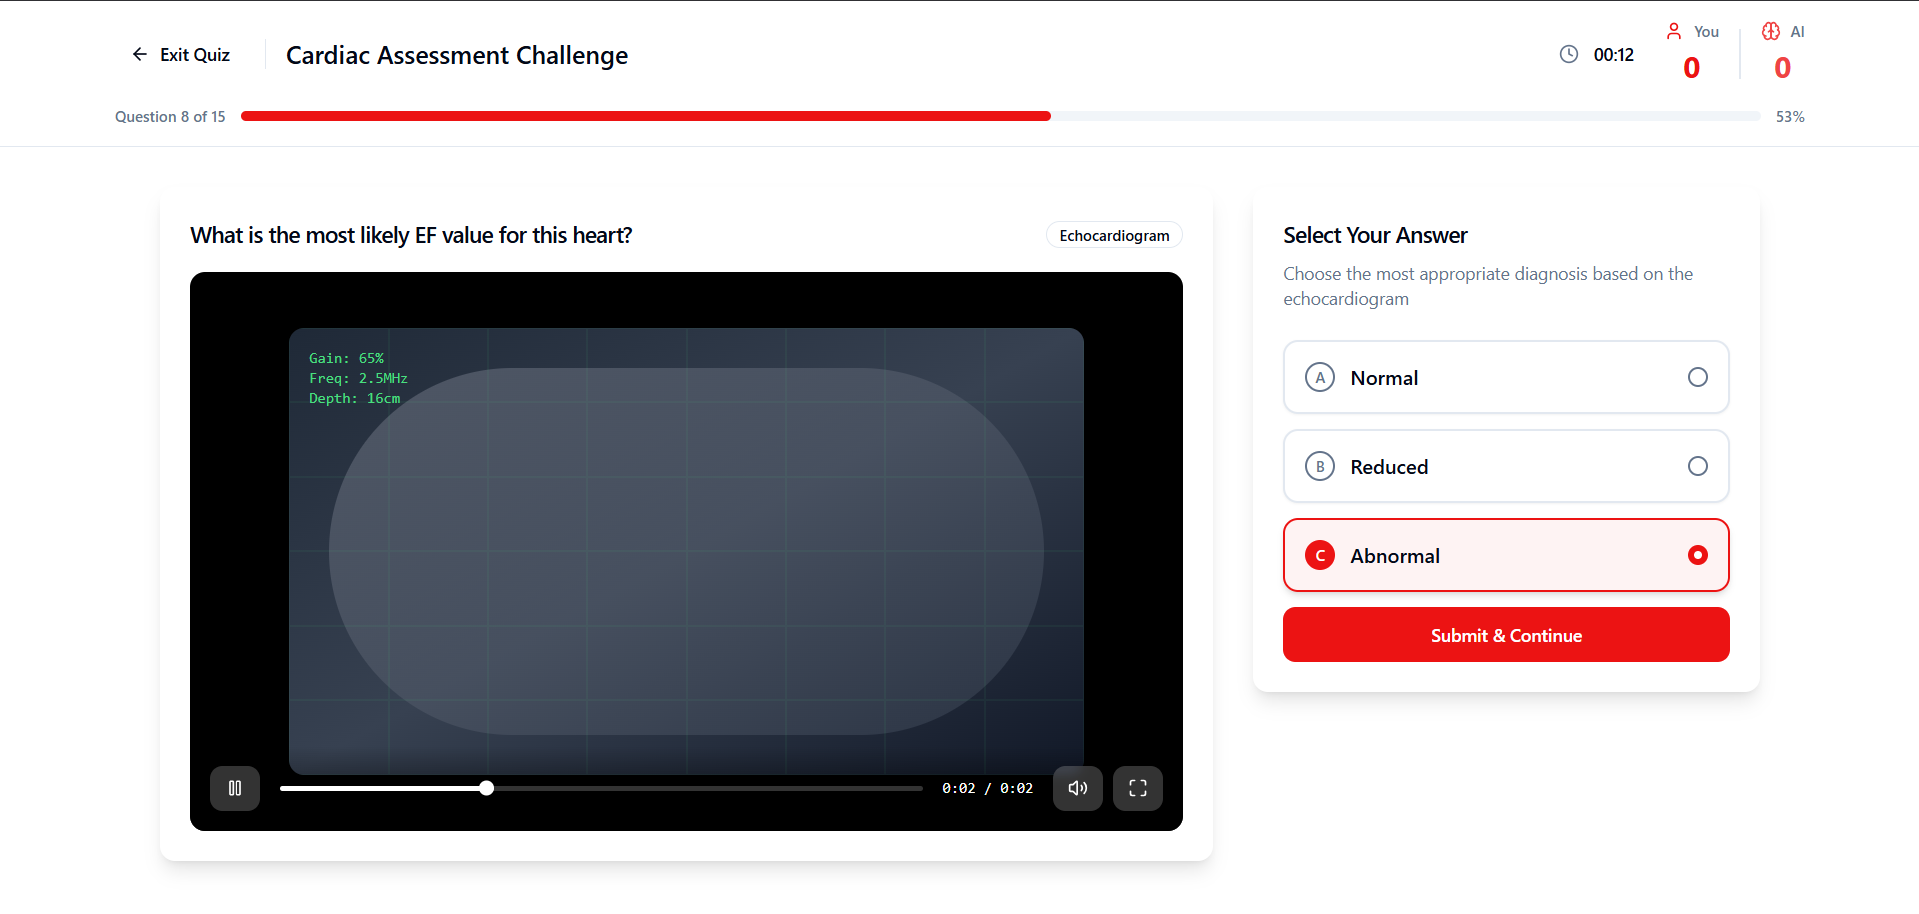 Exit Quiz
Cardiac Assessment Challenge
00:12
You
0
AI
0
Question 8 of 15
53%
What is the most likely EF value for this heart?
Echocardiogram
Gain: 65%
Freq: 2.5MHz
Depth: 16cm
0:02 / 0:02
Select Your Answer
Choose the most appropriate diagnosis based on the
echocardiogram
A Normal
B Reduced
C Abnormal
Submit & Continue